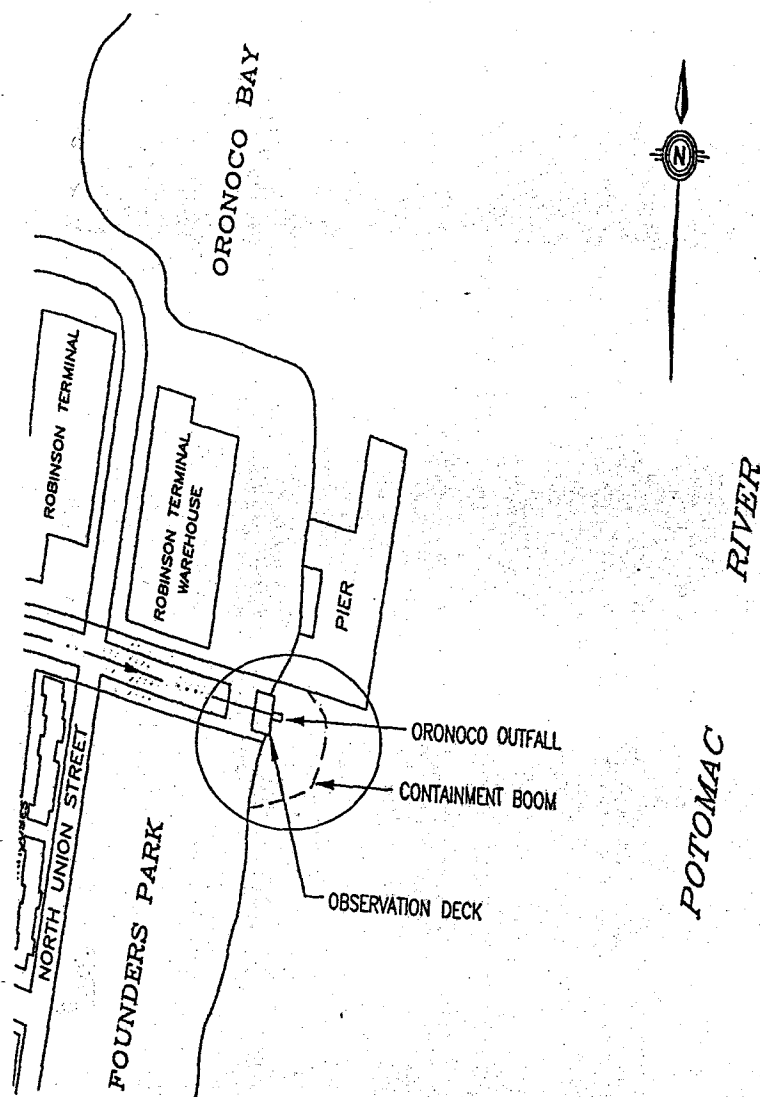 ORONOCO BAY
N
ROBINSON TERMINAL
ROBINSON TERMINAL
WAREHOUSE
PIER
RIVER
POTOMAC
ORONOCO OUTFALL
CONTAINMENT BOOM
OBSERVATION DECK
NORTH UNION STREET
FOUNDERS PARK